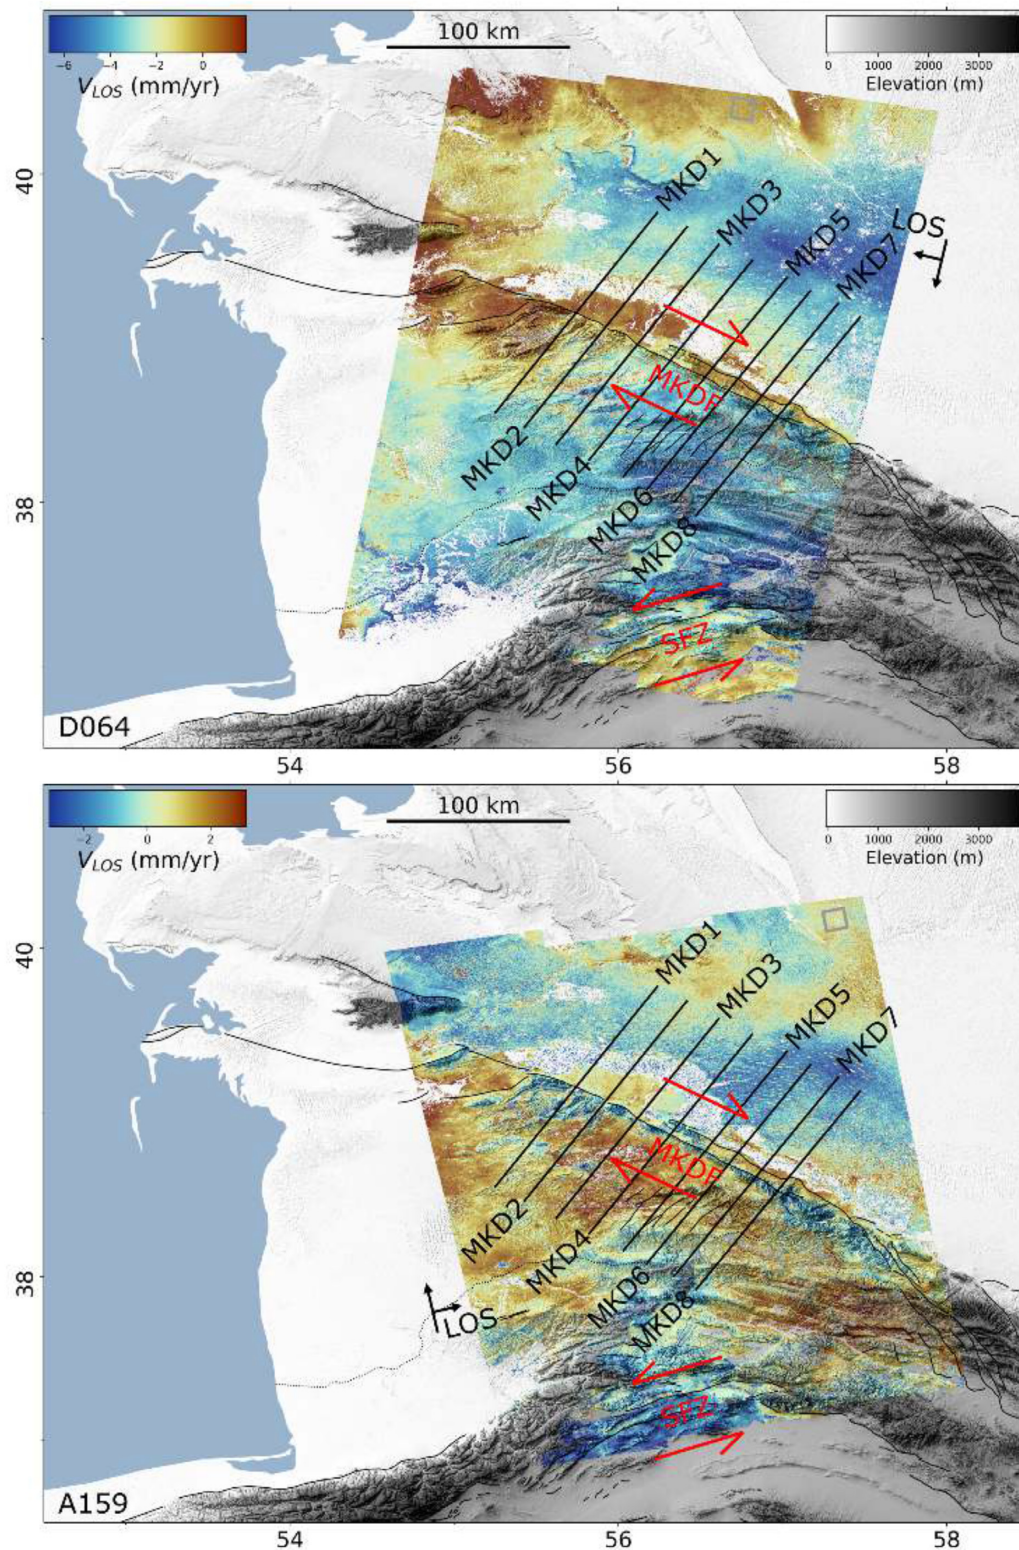 100 km
−6 −4 −2 0
V_LOS (mm/yr)
0 1000 2000 3000
Elevation (m)
40
38
MKD1
MKD3
MKD5
MKD7
LOS
MKDF
MKD2
MKD4
MKD6
MKD8
SFZ
D064
54 56 58
100 km
−2 0 2
V_LOS (mm/yr)
0 1000 2000 3000
Elevation (m)
40
38
MKD1
MKD3
MKD5
MKD7
MKDF
MKD2
MKD4
MKD6
MKD8
LOS
SFZ
A159
54 56 58